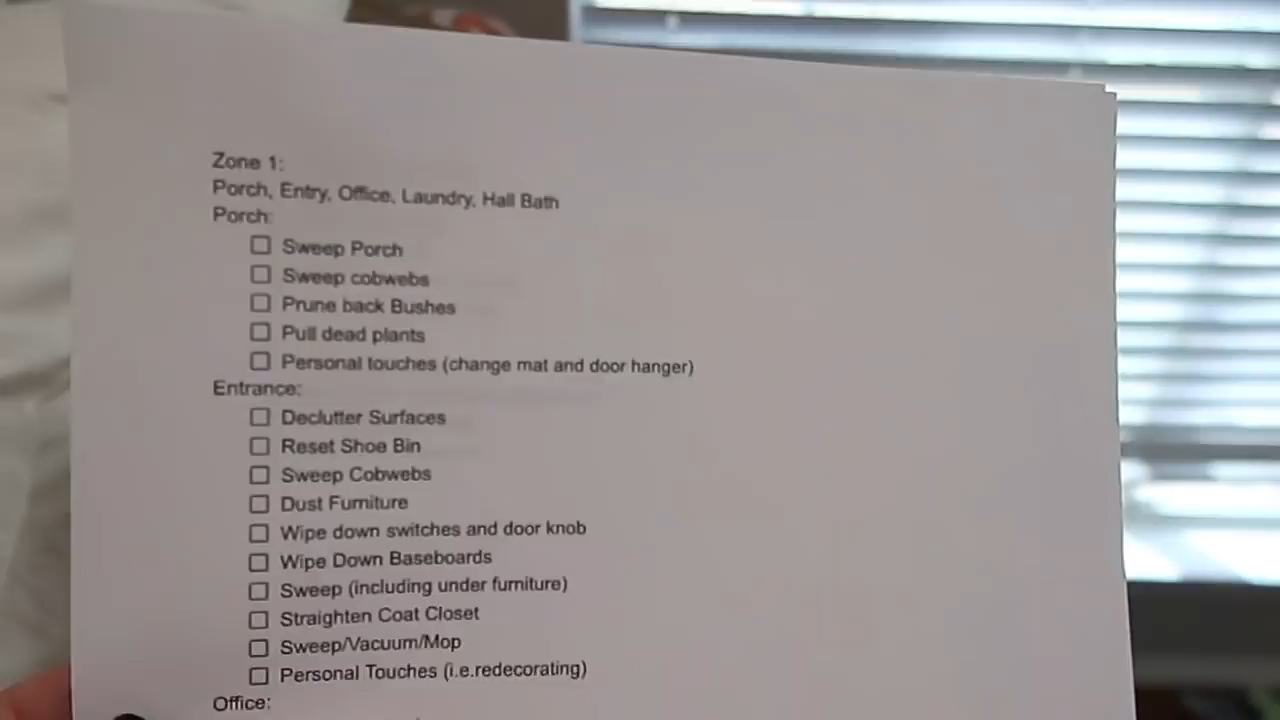 Zone 1:
Porch, Entry, Office, Laundry, Hall Bath
Porch:
Sweep Porch
Sweep cobwebs
Prune back Bushes
Pull dead plants
Personal touches (change mat and door hanger)
Entrance:
Declutter Surfaces
Reset Shoe Bin
Sweep Cobwebs
Dust Furniture
Wipe down switches and door knob
Wipe Down Baseboards
Sweep (including under furniture)
Straighten Coat Closet
Sweep/Vacuum/Mop
Personal Touches (i.e.redecorating)
Office: